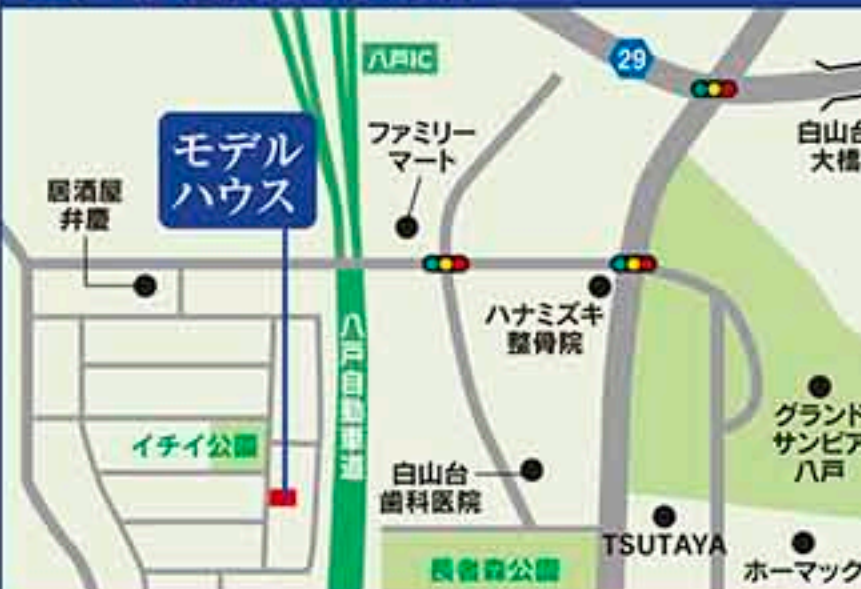 八戸IC
29
ファミリー
マート
白山台
大橋
モデル
ハウス
居酒屋
弁慶
ハナミズキ
整骨院
八戸自動車道
グランド
サンピア
八戸
イチイ公園
白山台
歯科医院
TSUTAYA
ホーマック
長者森公園